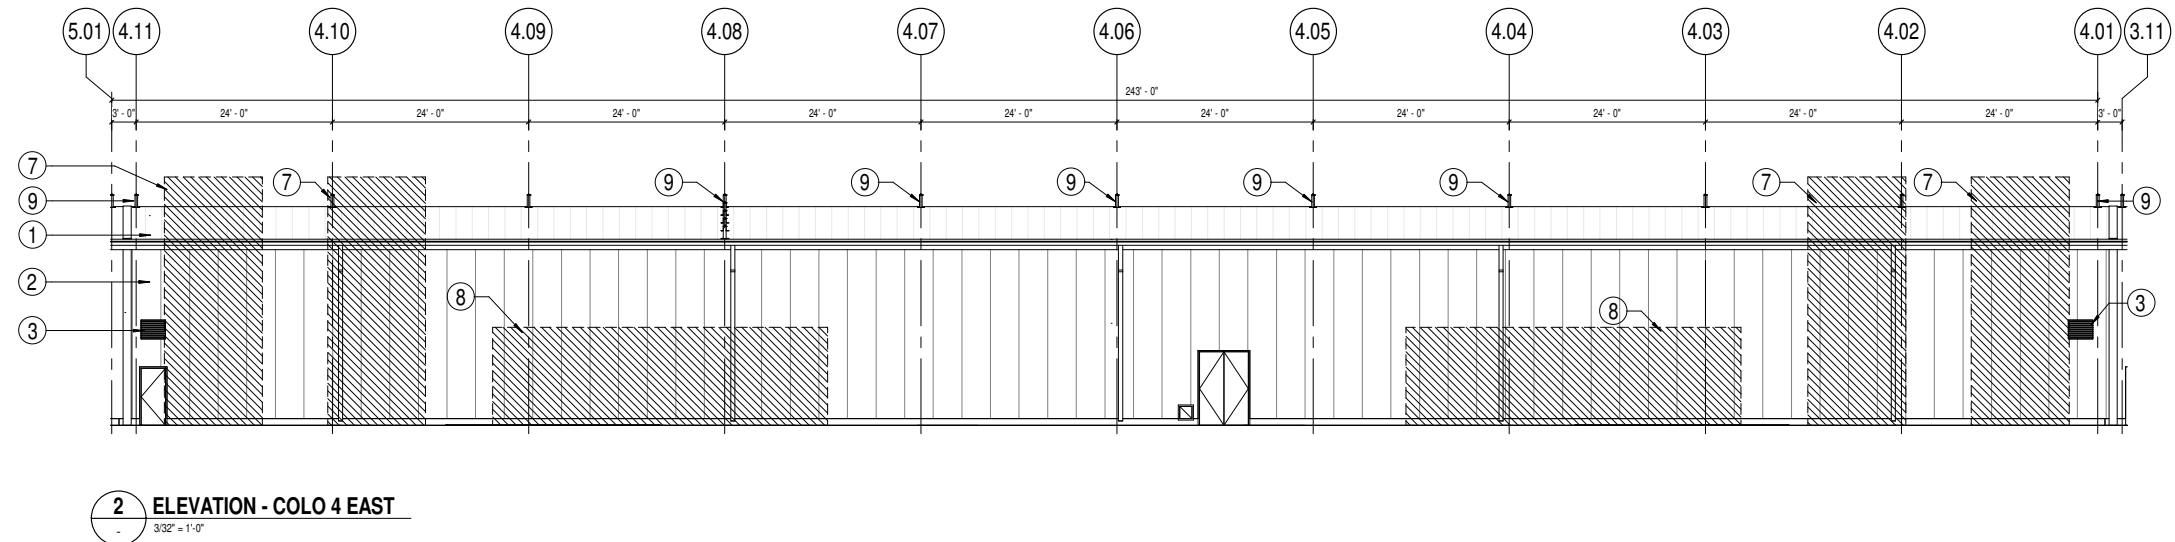 5.01 4.11 4.10 4.09 4.08 4.07 4.06 4.05 4.04 4.03 4.02 4.01 3.11
243' - 0"
3' - 0" 24' - 0" 24' - 0" 24' - 0" 24' - 0" 24' - 0" 24' - 0" 24' - 0" 24' - 0" 24' - 0" 24' - 0" 3' - 0"
7
7 9 9 9 9 9 7 7
9 9
1
2
8
3 8 3
2 ELEVATION - COLO 4 EAST
- 3/32" = 1'-0"